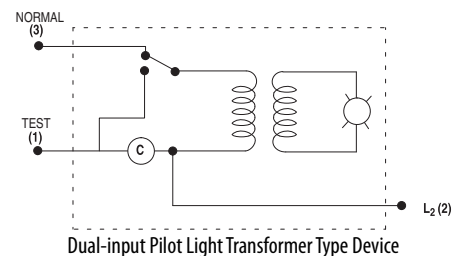 NORMAL
(3)
TEST
(1)
C
L₂ (2)
Dual-input Pilot Light Transformer Type Device